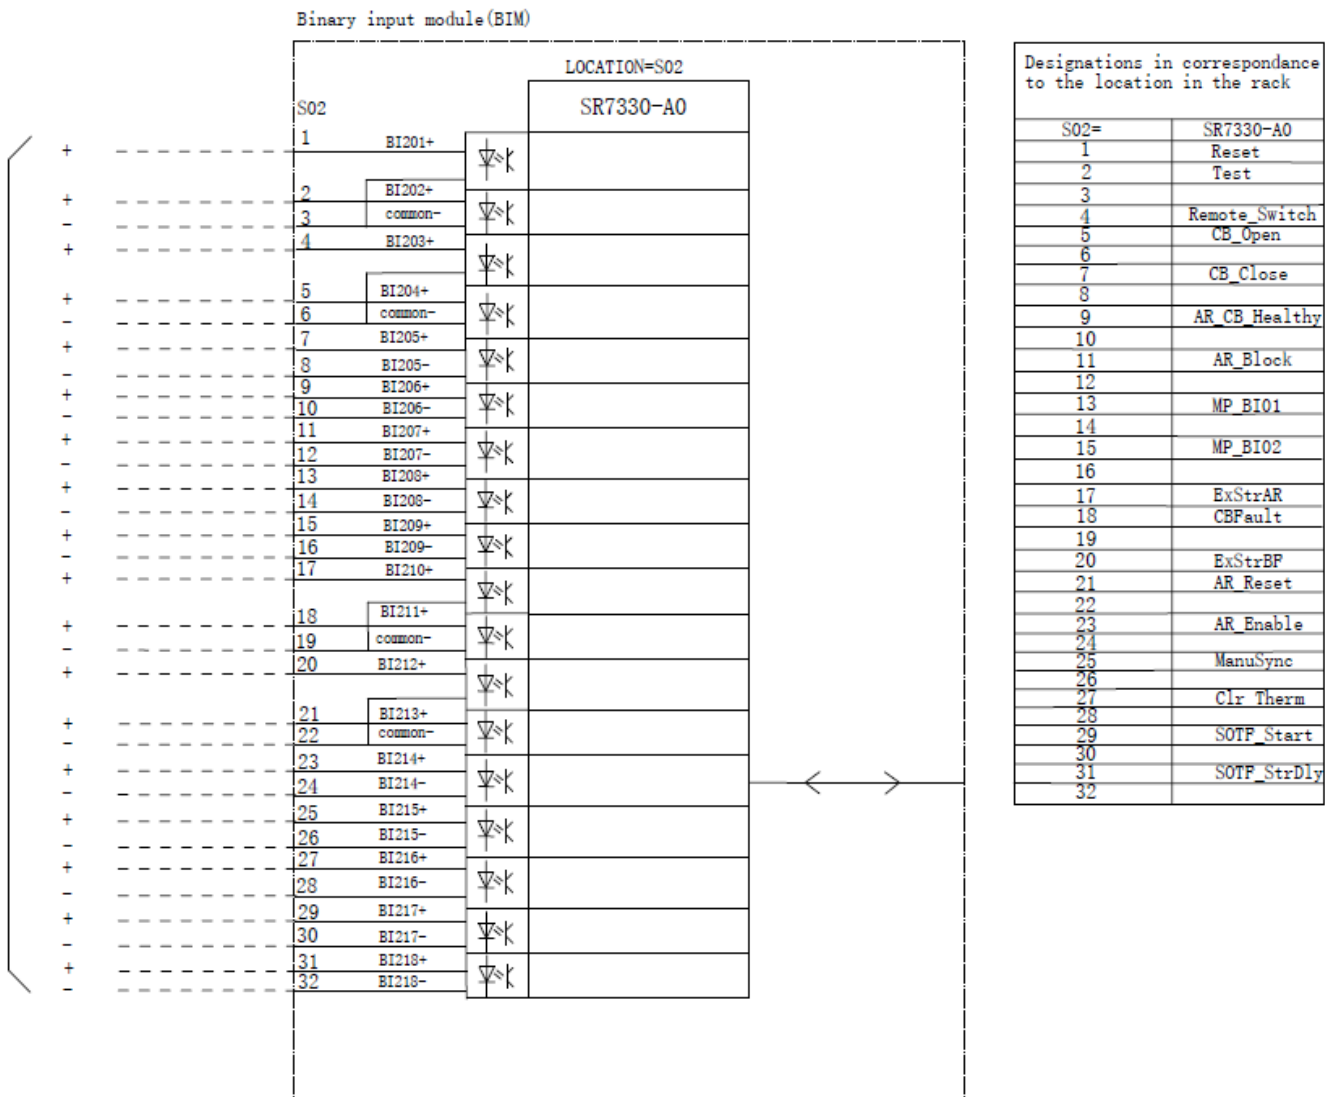 Binary input module(BIM)
LOCATION=S02
S02
SR7330-A0
+ 1 BI201+
+ 2 BI202+
- 3 common-
+ 4 BI203+
+ 5 BI204+
- 6 common-
+ 7 BI205+
- 8 BI205-
+ 9 BI206+
- 10 BI206-
+ 11 BI207+
- 12 BI207-
+ 13 BI208+
- 14 BI208-
+ 15 BI209+
- 16 BI209-
+ 17 BI210+
+ 18 BI211+
- 19 common-
+ 20 BI212+
+ 21 BI213+
- 22 common-
+ 23 BI214+
- 24 BI214-
+ 25 BI215+
- 26 BI215-
+ 27 BI216+
- 28 BI216-
+ 29 BI217+
- 30 BI217-
+ 31 BI218+
- 32 BI218-
Designations in correspondance
to the location in the rack
S02= SR7330-A0
1 Reset
2 Test
3
4 Remote_Switch
5 CB_Open
6
7 CB_Close
8
9 AR_CB_Healthy
10
11 AR_Block
12
13 MP_BI01
14
15 MP_BI02
16
17 ExStrAR
18 CBFault
19
20 ExStrBF
21 AR_Reset
22
23 AR_Enable
24
25 ManuSync
26
27 Clr Therm
28
29 SOTF_Start
30
31 SOTF_StrDly
32